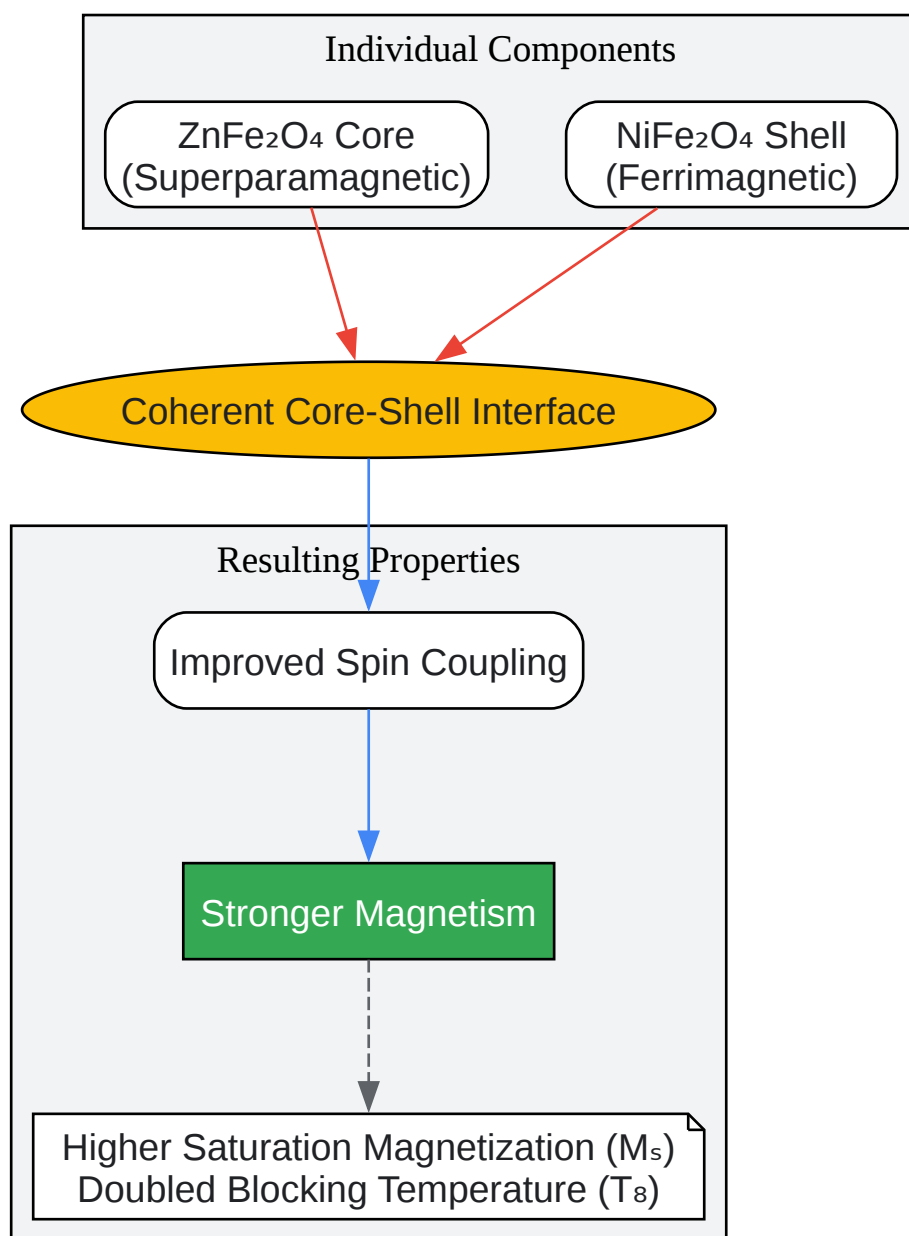 Individual Components
ZnFe₂O₄ Core
(Superparamagnetic)
NiFe₂O₄ Shell
(Ferrimagnetic)
Coherent Core-Shell Interface
Resulting Properties
Improved Spin Coupling
Stronger Magnetism
Higher Saturation Magnetization (Mₛ)
Doubled Blocking Temperature (T₈)